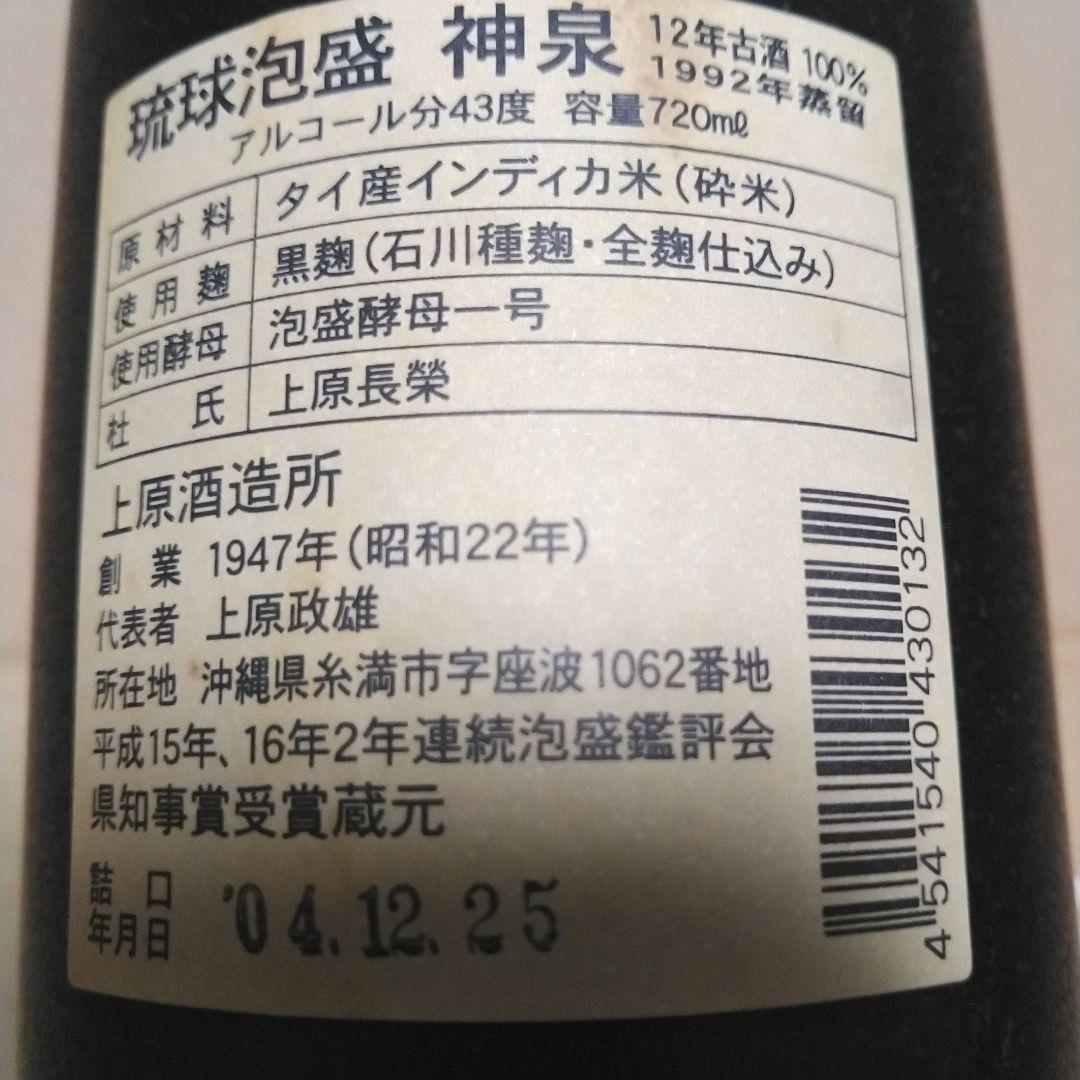 琉球泡盛 神泉 12年古酒 100%
1992年蒸留
アルコール分43度 容量720ml
原材料 タイ産インディカ米(砕米)
使用麹 黒麹(石川種麹・全麹仕込み)
使用酵母 泡盛酵母一号
杜氏 上原長榮
上原酒造所
創業 1947年(昭和22年)
代表者 上原政雄
所在地 沖縄県糸満市字座波1062番地
平成15年、16年2年連続泡盛鑑評会
県知事賞受賞蔵元
詰口年月日 '04.12.25
4541540430132